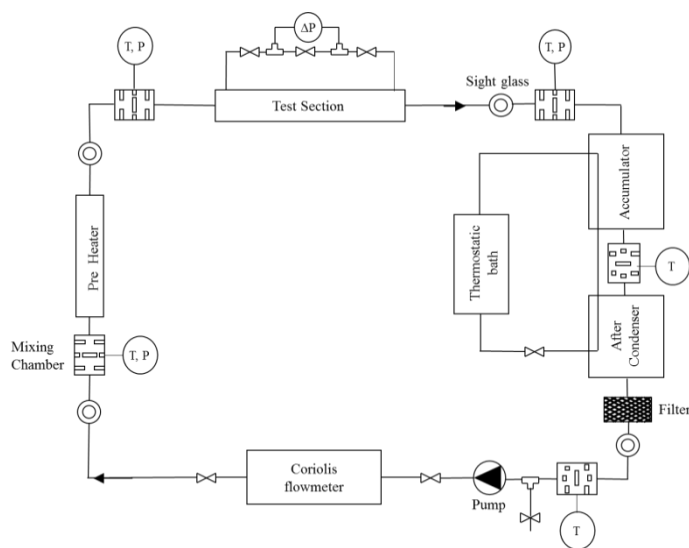 ΔP
T, P
T, P
Sight glass
Test Section
Accumulator
Pre Heater
Thermostatic
bath
T
After
Condenser
Mixing
Chamber
T, P
Filter
Coriolis
flowmeter
Pump
T